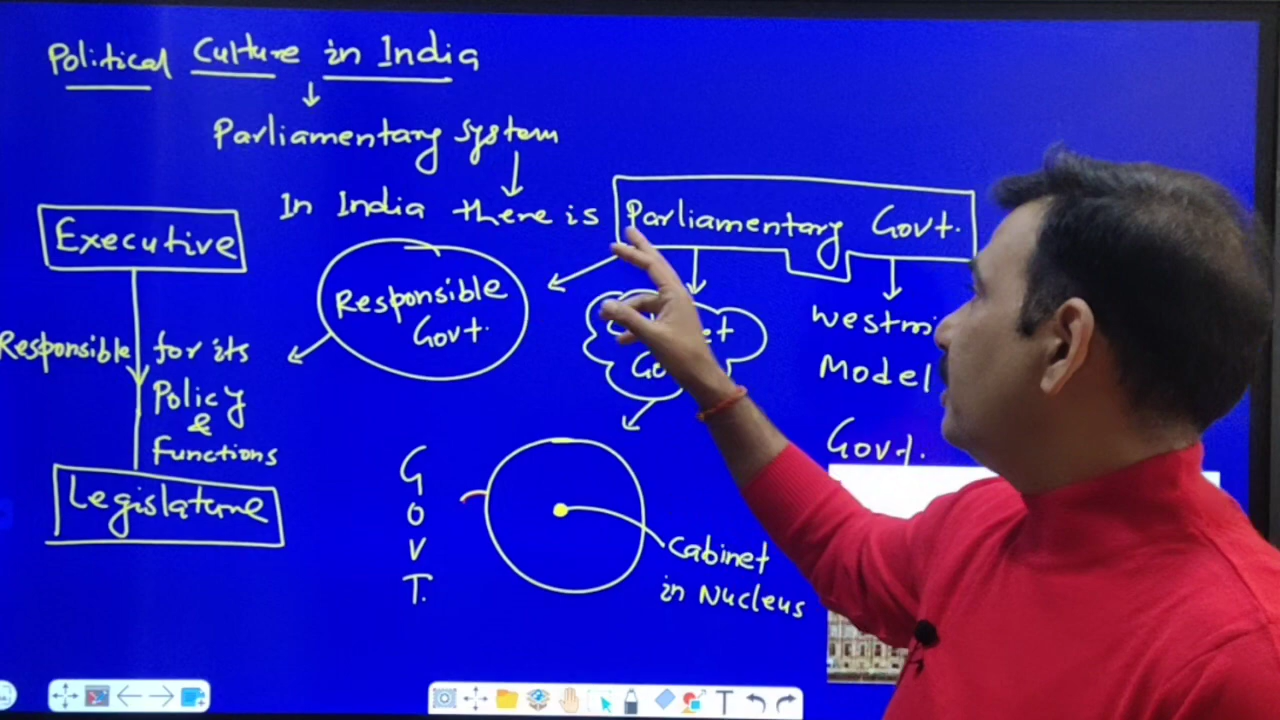 Political Culture in India
Parliamentary system
In India there is Parliamentary Govt.
Executive
Responsible for its
Policy
&
Functions
Legislature
Responsible
Govt.
Model
Govt.
G
O
V
T.
Cabinet
in Nucleus
T